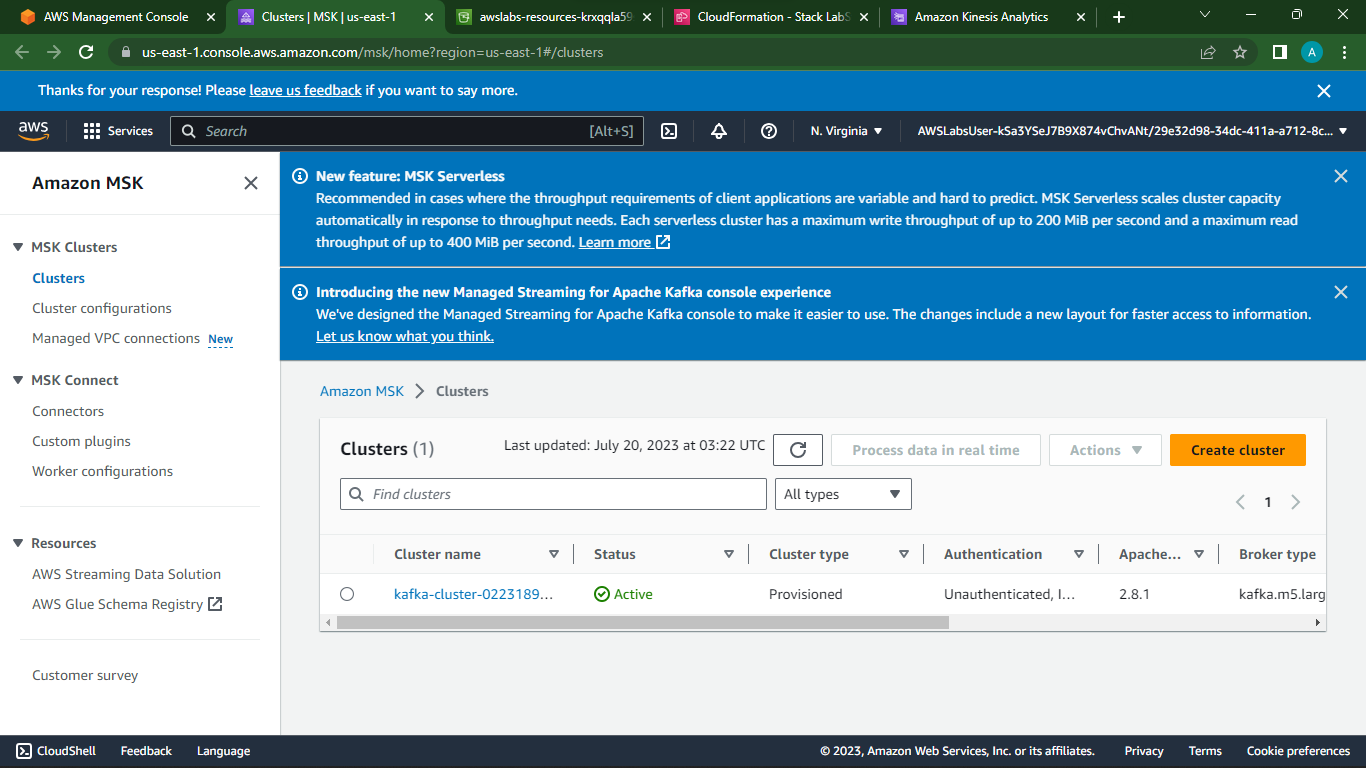 AWS Management Console
Clusters | MSK | us-east-1
awslabs-resources-krxqqla59
CloudFormation - Stack LabS
Amazon Kinesis Analytics
us-east-1.console.aws.amazon.com/msk/home?region=us-east-1#/clusters
A
Thanks for your response! Please leave us feedback if you want to say more.
aws
Services
Search
[Alt+S]
N. Virginia
AWSLabsUser-kSa3YSeJ7B9X874vChvANt/29e32d98-34dc-411a-a712-8c...
Amazon MSK
MSK Clusters
Clusters
Cluster configurations
Managed VPC connections New
MSK Connect
Connectors
Custom plugins
Worker configurations
Resources
AWS Streaming Data Solution
AWS Glue Schema Registry
Customer survey
New feature: MSK Serverless
Recommended in cases where the throughput requirements of client applications are variable and hard to predict. MSK Serverless scales cluster capacity
automatically in response to throughput needs. Each serverless cluster has a maximum write throughput of up to 200 MiB per second and a maximum read
throughput of up to 400 MiB per second. Learn more
Introducing the new Managed Streaming for Apache Kafka console experience
We've designed the Managed Streaming for Apache Kafka console to make it easier to use. The changes include a new layout for faster access to information.
Let us know what you think.
Amazon MSK > Clusters
Clusters (1)
Last updated: July 20, 2023 at 03:22 UTC
Process data in real time
Actions
Create cluster
Find clusters
All types
1
Cluster name
Status
Cluster type
Authentication
Apache...
Broker type
kafka-cluster-0223189...
Active
Provisioned
Unauthenticated, I...
2.8.1
kafka.m5.larg
CloudShell
Feedback
Language
© 2023, Amazon Web Services, Inc. or its affiliates.
Privacy
Terms
Cookie preferences